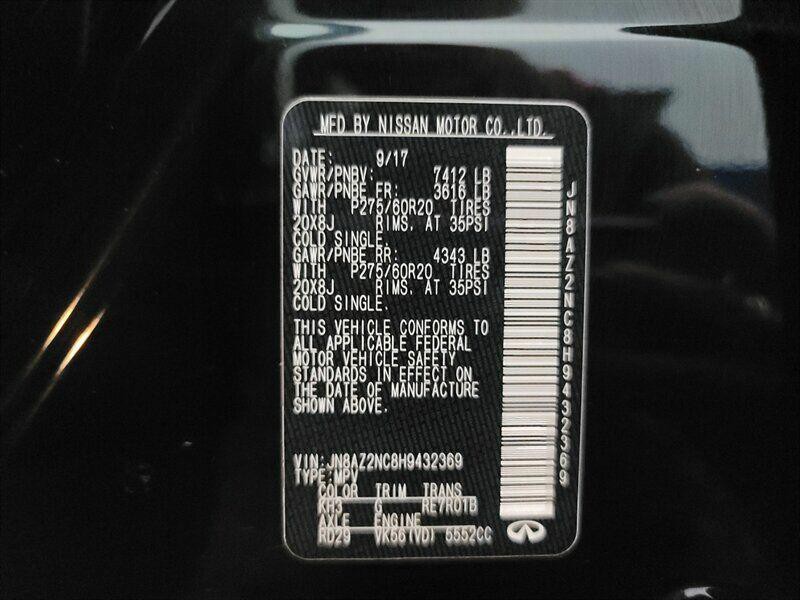 MFD BY NISSAN MOTOR CO.,LTD.
DATE: 9/17
GVWR/PNBV: 7412 LB
GAWR/PNBE FR: 3616 LB
WITH P275/60R20 TIRES
20X8J RIMS, AT 35PSI
COLD SINGLE.
GAWR/PNBE RR: 4343 LB
WITH P275/60R20 TIRES
20X8J RIMS, AT 35PSI
COLD SINGLE.
THIS VEHICLE CONFORMS TO
ALL APPLICABLE FEDERAL
MOTOR VEHICLE SAFETY
STANDARDS IN EFFECT ON
THE DATE OF MANUFACTURE
SHOWN ABOVE.
VIN:JN8AZ2NC8H9432369
TYPE:MPV
COLOR TRIM TRANS
KH3 G RE7R01B
AXLE ENGINE
RD29 VK56(VD) 5552CC
JN8AZ2NC8H9432369